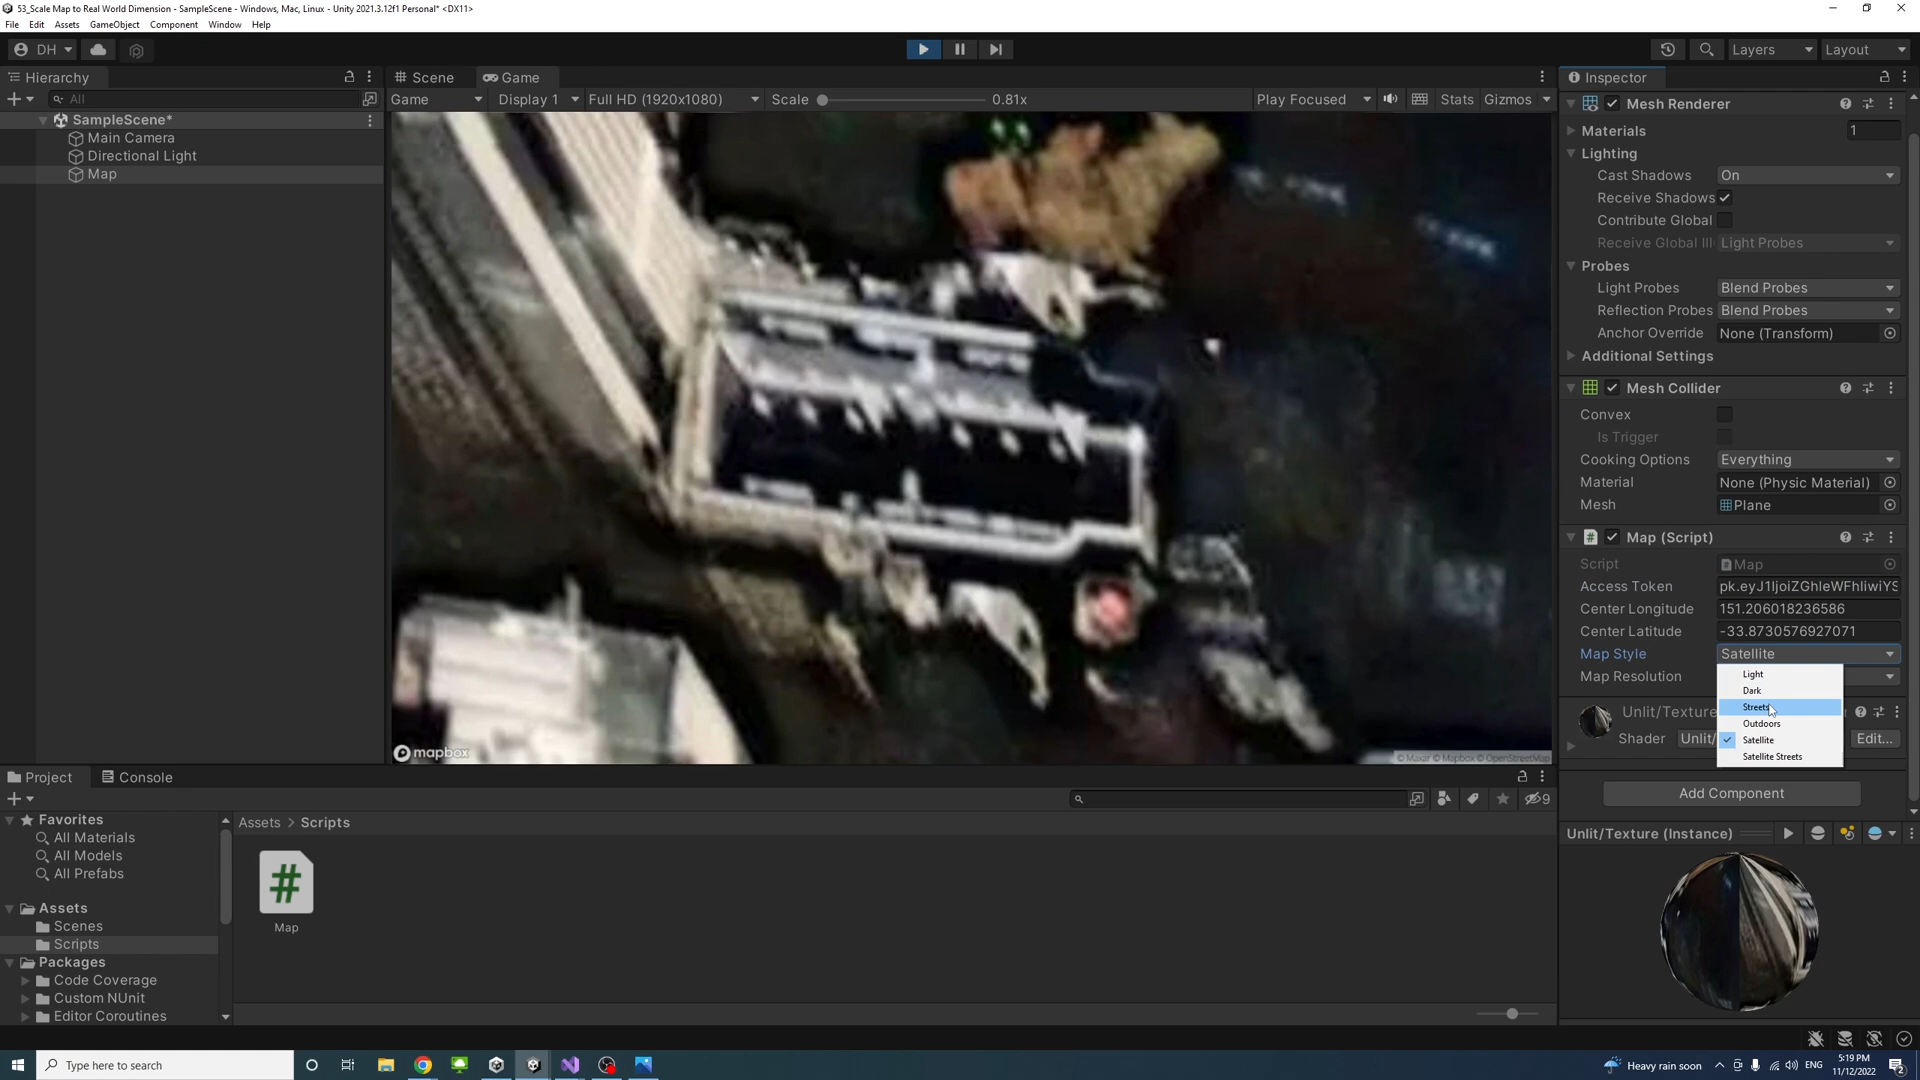 53_Scale Map to Real World Dimension - SampleScene - Windows, Mac, Linux - Unity 2021.3.12f1 Personal* <DX11>
File Edit Assets GameObject Component Window Help
DH Layers Layout
Hierarchy
All
SampleScene*
Main Camera
Directional Light
Map
Scene Game
Game Display 1 Full HD (1920x1080) Scale 0.81x Play Focused Stats Gizmos
mapbox
© Maxar © Mapbox © OpenStreetMap
Inspector
Mesh Renderer
Materials 1
Lighting
Cast Shadows On
Receive Shadows
Contribute Global
Receive Global Ill Light Probes
Probes
Light Probes Blend Probes
Reflection Probes Blend Probes
Anchor Override None (Transform)
Additional Settings
Mesh Collider
Convex
Is Trigger
Cooking Options Everything
Material None (Physic Material)
Mesh Plane
# Map (Script)
Script Map
Access Token pk.eyJ1IjoiZGhleWFhliwiYS
Center Longitude 151.206018236586
Center Latitude -33.8730576927071
Map Style Satellite
Map Resolution
Light
Dark
Streets
Outdoors
Satellite
Satellite Streets
Unlit/Texture
Shader Unlit/ Edit...
Add Component
Unlit/Texture (Instance)
Project Console
9
Favorites
All Materials
All Models
All Prefabs
Assets
Scenes
Scripts
Packages
Code Coverage
Custom NUnit
Editor Coroutines
Assets > Scripts
#
Map
Type here to search
Heavy rain soon ENG 5:19 PM
11/12/2022
2